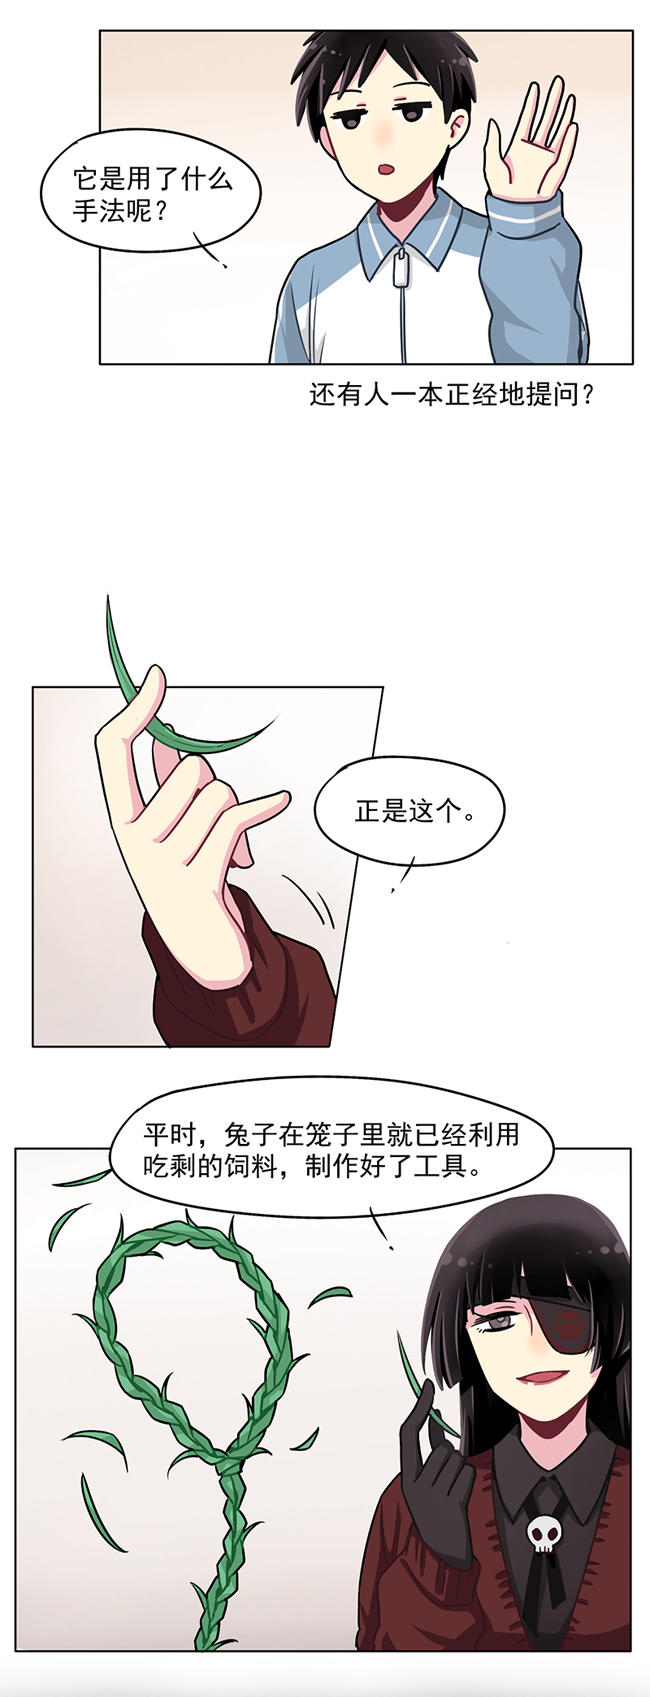 它是用了什么
手法呢？
还有人一本正经地提问？
正是这个。
平时，兔子在笼子里就已经利用
吃剩的饲料，制作好了工具。